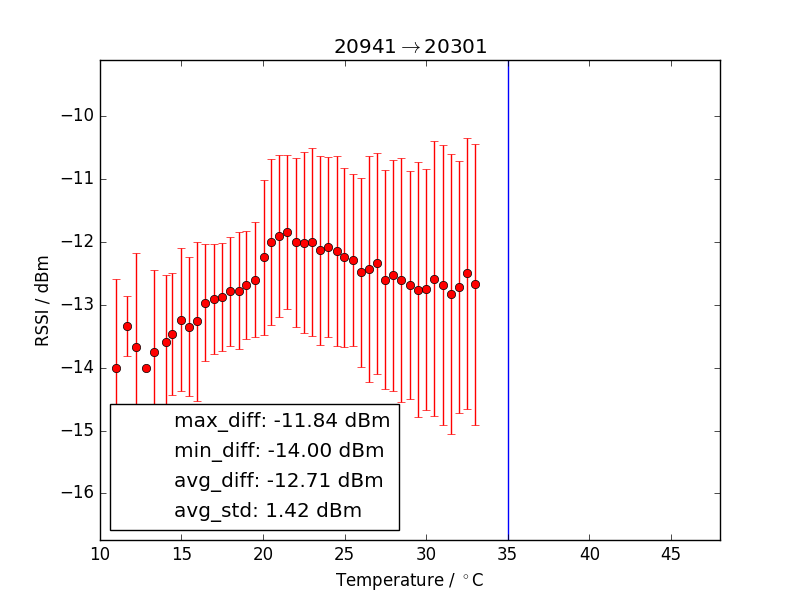 20941→20301
−10
−11
−12
−13
−14
−15
−16
RSSI / dBm
max_diff: -11.84 dBm
min_diff: -14.00 dBm
avg_diff: -12.71 dBm
avg_std: 1.42 dBm
10 15 20 25 30 35 40 45
Temperature / °C